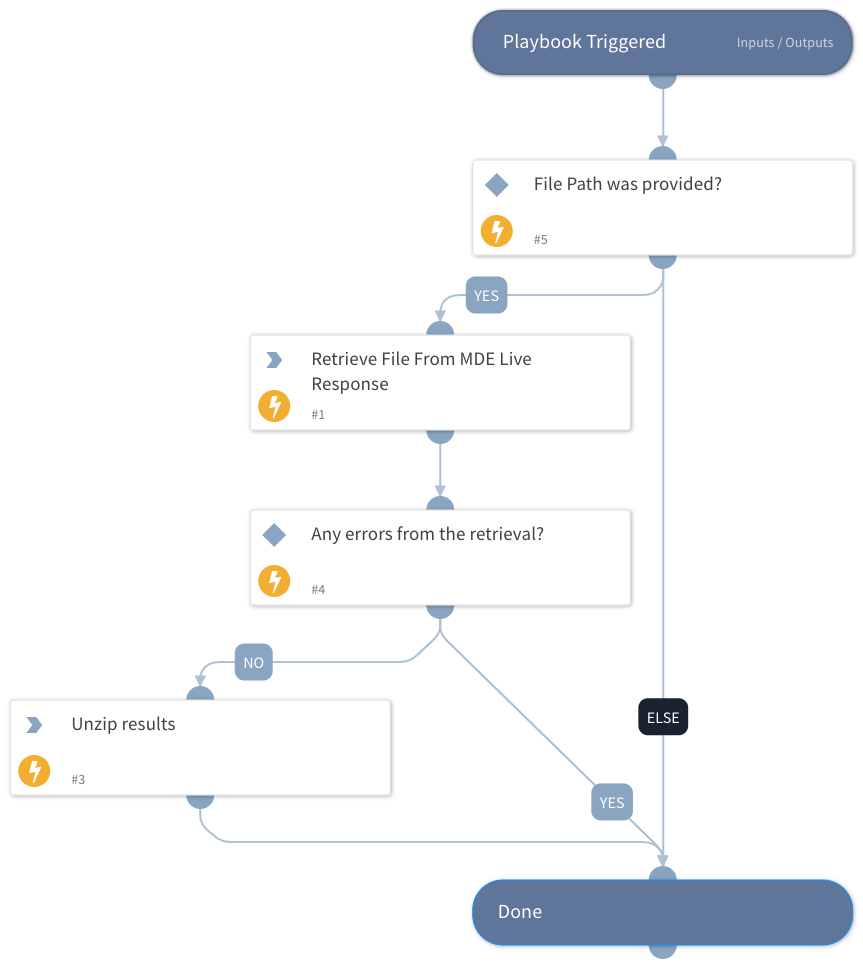 Playbook Triggered
Inputs / Outputs
File Path was provided?
#5
YES
Retrieve File From MDE Live
Response
#1
Any errors from the retrieval?
#4
NO
Unzip results
#3
ELSE
YES
Done